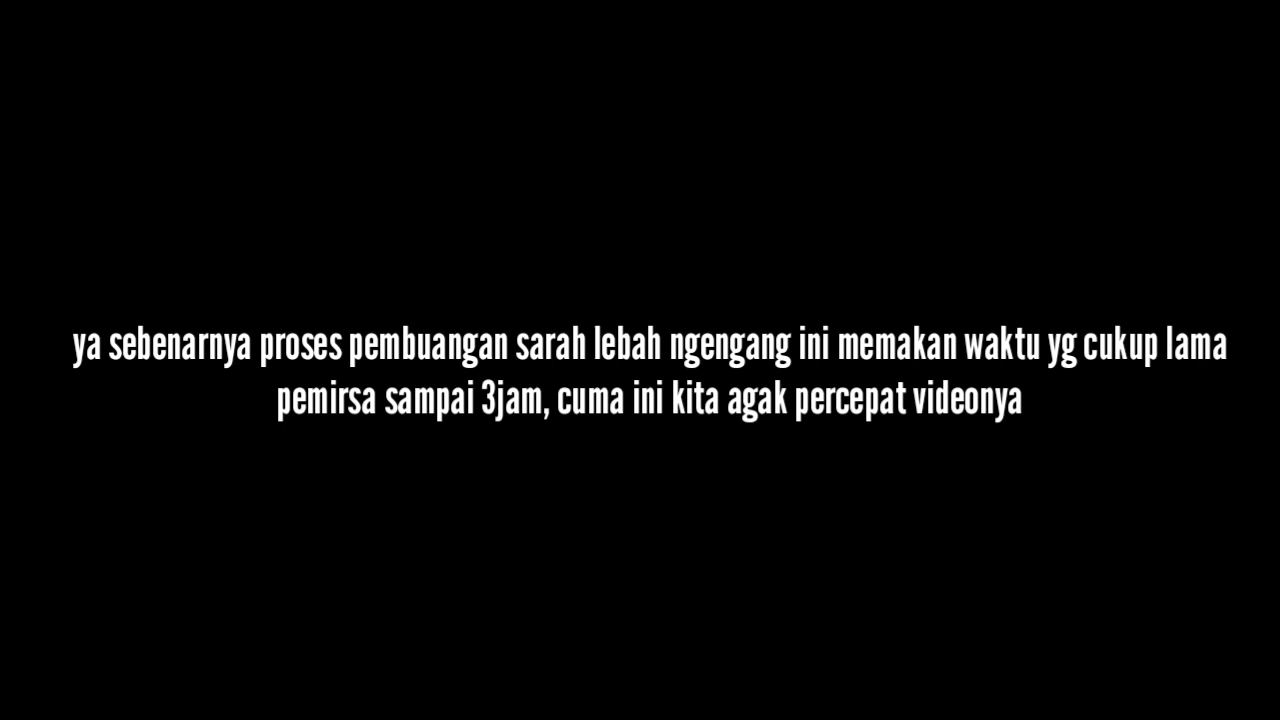 ya sebenarnya proses pembuangan sarah lebah ngengang ini memakan waktu yg cukup lama
pemirsa sampai 3jam, cuma ini kita agak percepat videonya